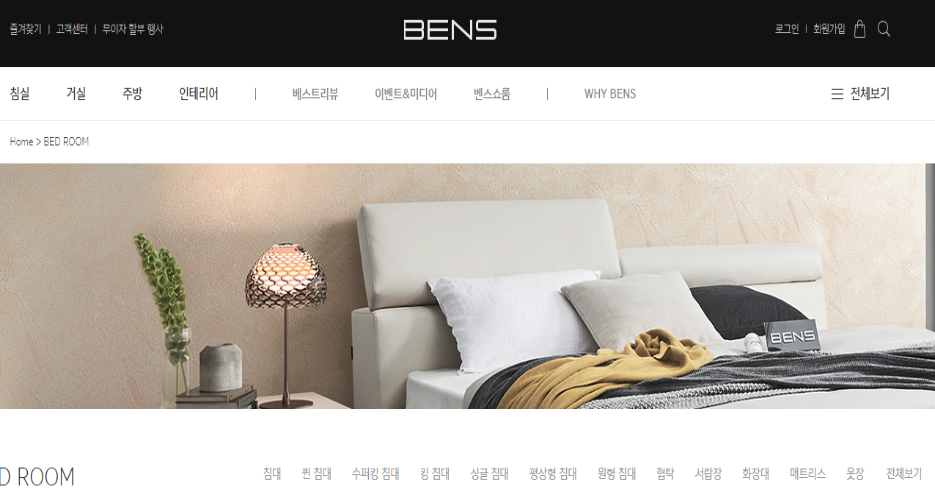 즐겨찾기 | 고객센터 | 무이자 할부 행사
BENS
로그인 | 회원가입
침실 거실 주방 인테리어 | 베스트리뷰 이벤트&미디어 벤스쇼룸 | WHY BENS
전체보기
Home > BED ROOM
BENS
D ROOM
침대 퀸 침대 수퍼킹 침대 킹 침대 싱글 침대 평상형 침대 원형 침대 협탁 서랍장 화장대 매트리스 옷장 전체보기